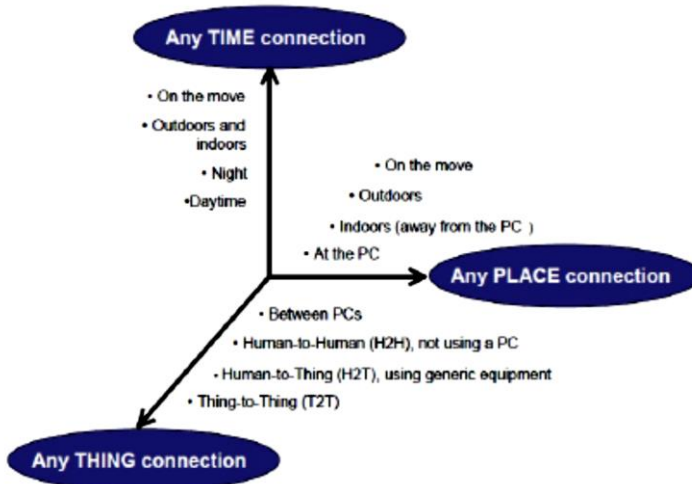 Any TIME connection
• On the move
• Outdoors and
indoors
• Night
•Daytime
• On the move
• Outdoors
• Indoors (away from the PC )
• At the PC
Any PLACE connection
• Between PCs
• Human-to-Human (H2H), not using a PC
• Human-to-Thing (H2T), using generic equipment
• Thing-to-Thing (T2T)
Any THING connection